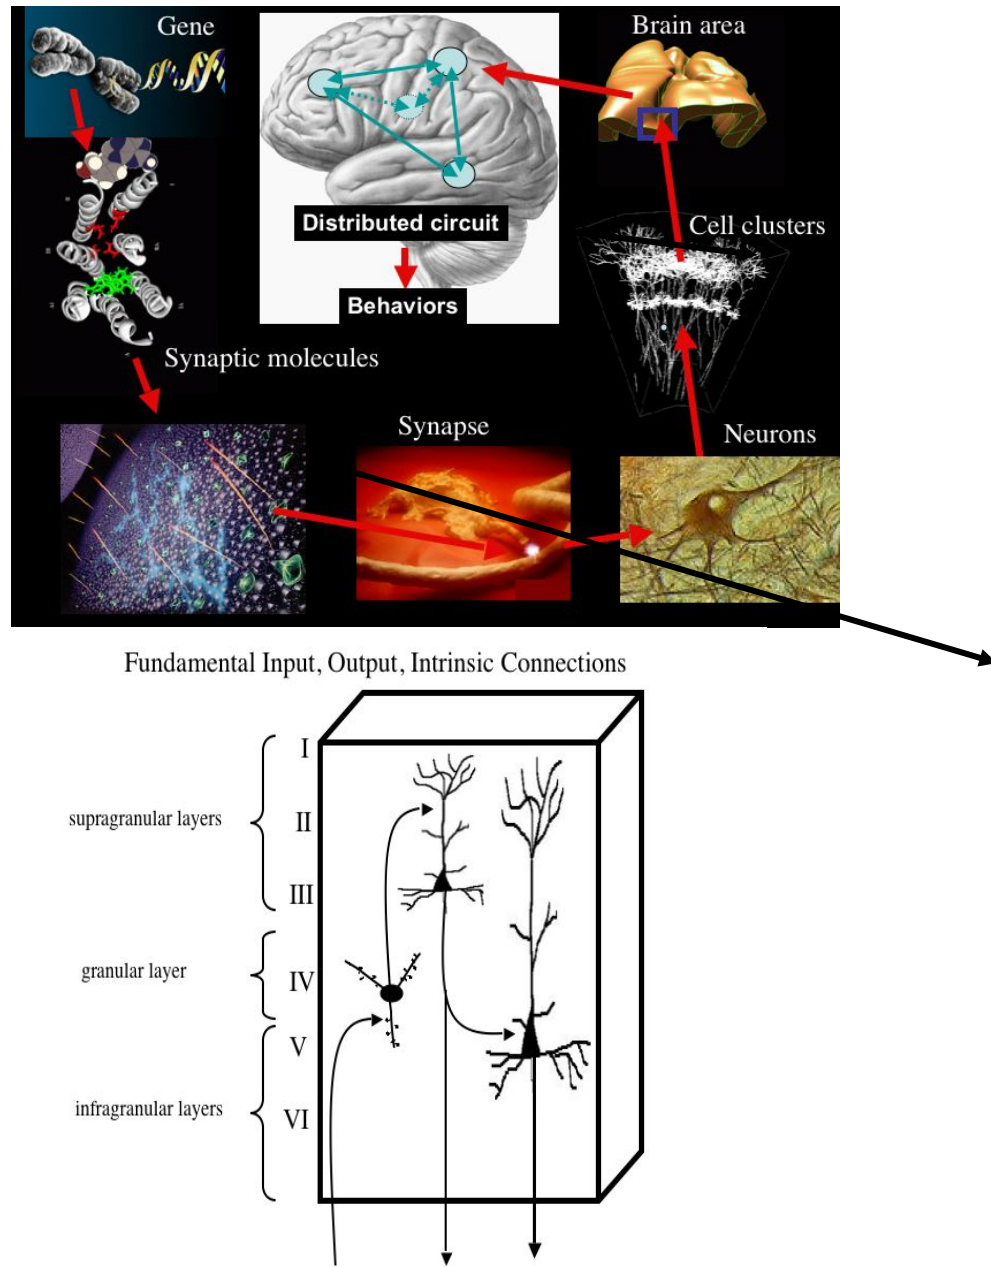 Gene
Brain area
Cell clusters
Distributed circuit
Behaviors
Synaptic molecules
Synapse
Neurons
Fundamental Input, Output, Intrinsic Connections
I
supragranular layers
II
III
granular layer
IV
V
infragranular layers
VI